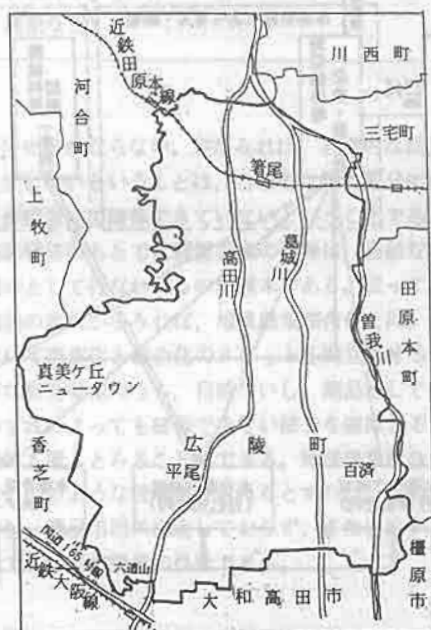 近鉄田原本線
川西町
河合町
三宅町
箸尾
上牧町
高田川
葛城川
田原本町
曽我川
真美ケ丘
ニュータウン
広陵町
平尾
百済
香芝町
国道165号線
近鉄大阪線
六道山
大和高田市
橿原市